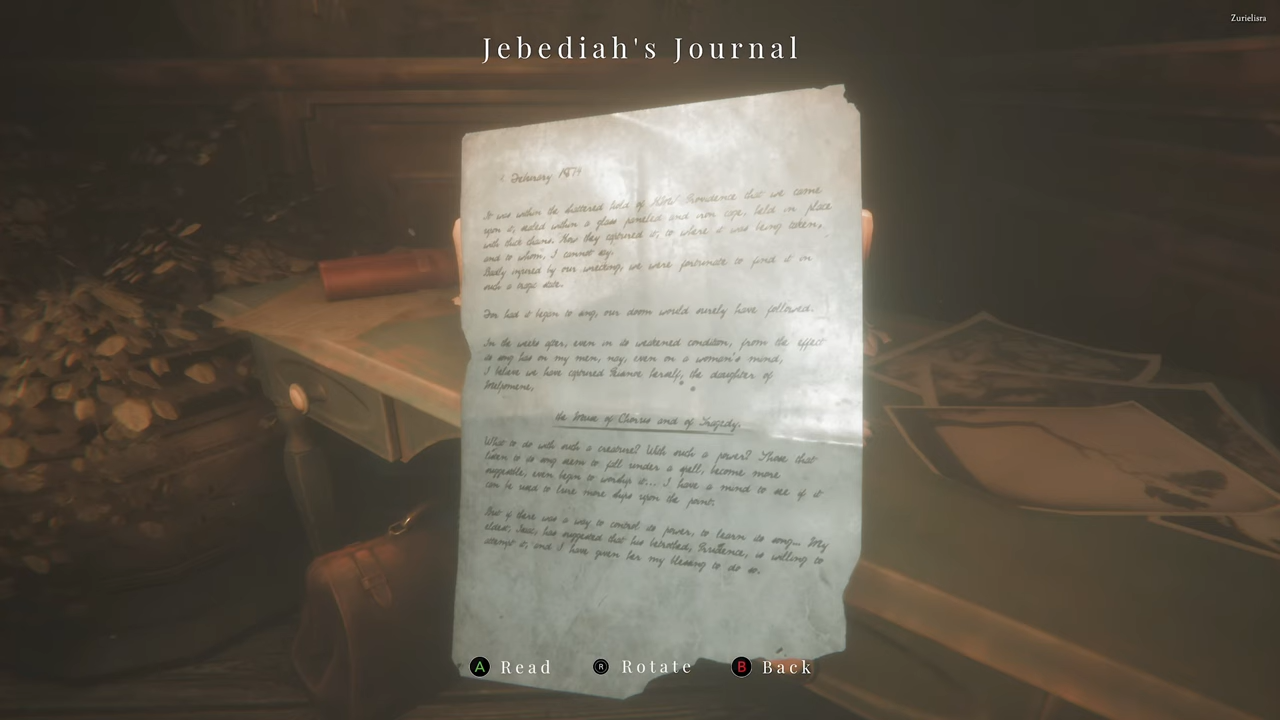 Zurielisra
Jebediah's Journal
February 1874
It was within the shattered hold of Providence that we came
upon it, sealed within a glass paneled and iron cage, held in place
with thick chains. How they captured it, to where it was being taken,
and to whom, I cannot say.
Badly injured by our wrecking, we were fortunate to find it in
such a tragic state.
For had it began to sing, our doom would surely have followed.
In the weeks after, even in its weakened condition, from the effect
its song has on my men, nay, even on a woman's mind,
I believe we have captured herself, the daughter of
Melpomene,
the Muse of Chorus and of Tragedy.
What to do with such a creature? With such a power? Those that
listen to its song seem to fall under a spell, become more
suggestible, even begin to worship it... I have a mind to see if it
can be used to lure more ships upon the point.
But if there was a way to control its power, to learn its song... My
eldest, has suggested that his betrothed, Prudence, is willing to
attempt it, and I have given her my blessing to do so.
A Read R Rotate B Back